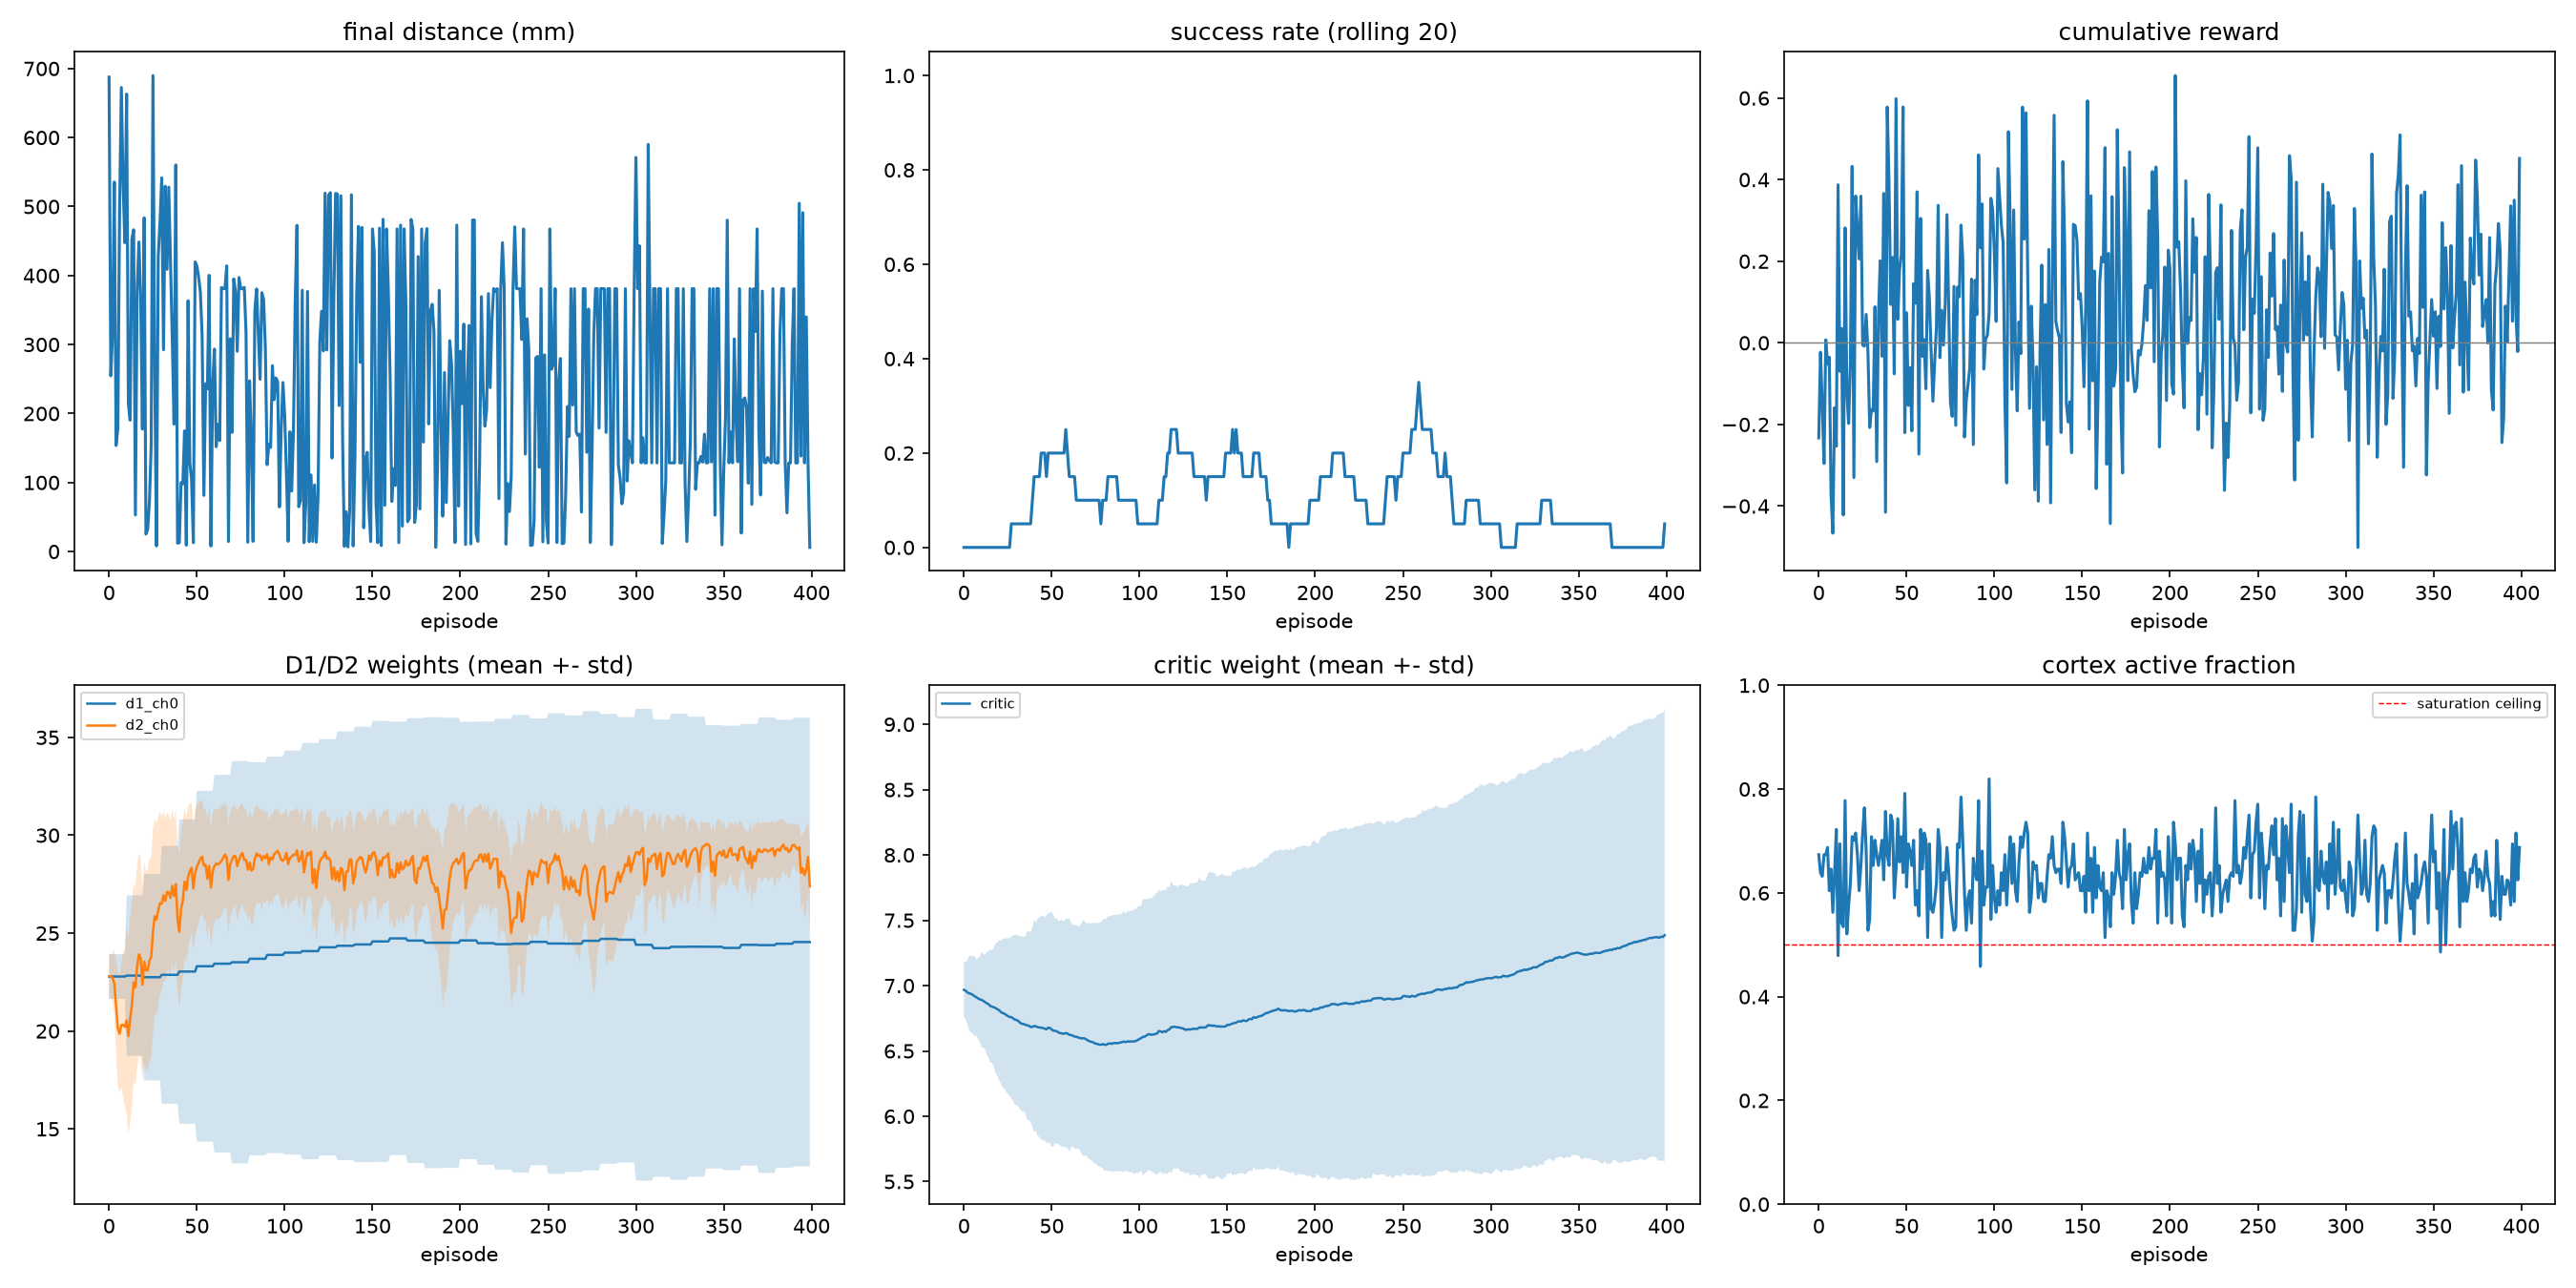 final distance (mm)
700
600
500
400
300
200
100
0
0 50 100 150 200 250 300 350 400
episode
success rate (rolling 20)
1.0
0.8
0.6
0.4
0.2
0.0
0 50 100 150 200 250 300 350 400
episode
cumulative reward
0.6
0.4
0.2
0.0
−0.2
−0.4
0 50 100 150 200 250 300 350 400
episode
D1/D2 weights (mean +- std)
d1_ch0
d2_ch0
35
30
25
20
15
0 50 100 150 200 250 300 350 400
episode
critic weight (mean +- std)
critic
9.0
8.5
8.0
7.5
7.0
6.5
6.0
5.5
0 50 100 150 200 250 300 350 400
episode
cortex active fraction
saturation ceiling
1.0
0.8
0.6
0.4
0.2
0.0
0 50 100 150 200 250 300 350 400
episode